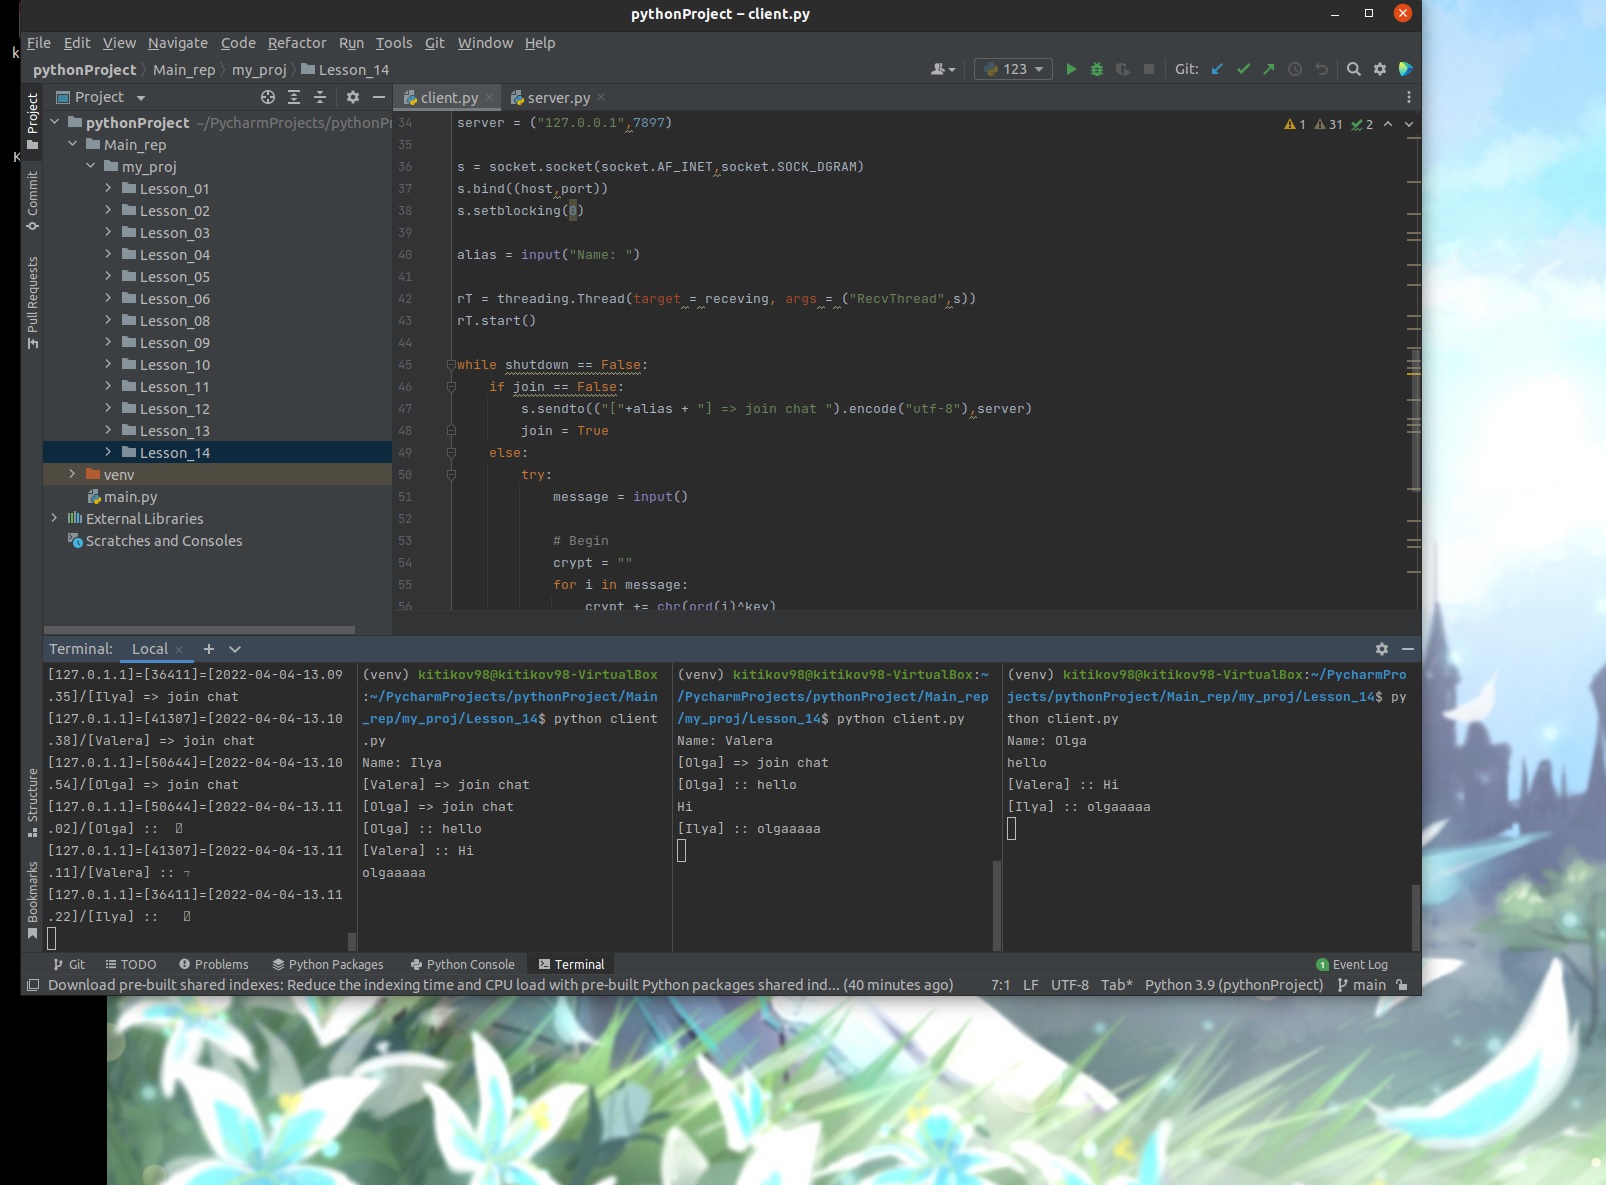 pythonProject – client.py
File Edit View Navigate Code Refactor Run Tools Git Window Help
pythonProject Main_rep my_proj Lesson_14
123
Git:
Project
client.py
server.py
Project
Commit
Pull Requests
Structure
Bookmarks
pythonProject ~/PycharmProjects/pythonPr
Main_rep
my_proj
Lesson_01
Lesson_02
Lesson_03
Lesson_04
Lesson_05
Lesson_06
Lesson_08
Lesson_09
Lesson_10
Lesson_11
Lesson_12
Lesson_13
Lesson_14
venv
main.py
External Libraries
Scratches and Consoles
1 31 2
34 server = ("127.0.0.1",7897)
35
36 s = socket.socket(socket.AF_INET,socket.SOCK_DGRAM)
37 s.bind((host,port))
38 s.setblocking(0)
39
40 alias = input("Name: ")
41
42 rT = threading.Thread(target = receving, args = ("RecvThread",s))
43 rT.start()
44
45 while shutdown == False:
46 if join == False:
47 s.sendto(("["+alias + "] => join chat ").encode("utf-8"),server)
48 join = True
49 else:
50 try:
51 message = input()
52
53 # Begin
54 crypt = ""
55 for i in message:
56 crypt += chr(ord(i)^key)
Terminal: Local
[127.0.1.1]=[36411]=[2022-04-04-13.09
.35]/[Ilya] => join chat
[127.0.1.1]=[41307]=[2022-04-04-13.10
.38]/[Valera] => join chat
[127.0.1.1]=[50644]=[2022-04-04-13.10
.54]/[Olga] => join chat
[127.0.1.1]=[50644]=[2022-04-04-13.11
.02]/[Olga] ::
[127.0.1.1]=[41307]=[2022-04-04-13.11
.11]/[Valera] ::
[127.0.1.1]=[36411]=[2022-04-04-13.11
.22]/[Ilya] ::
(venv) kitikov98@kitikov98-VirtualBox
:~/PycharmProjects/pythonProject/Main
_rep/my_proj/Lesson_14$ python client
.py
Name: Ilya
[Valera] => join chat
[Olga] => join chat
[Olga] :: hello
[Valera] :: Hi
olgaaaaa
(venv) kitikov98@kitikov98-VirtualBox:~
/PycharmProjects/pythonProject/Main_rep
/my_proj/Lesson_14$ python client.py
Name: Valera
[Olga] => join chat
[Olga] :: hello
Hi
[Ilya] :: olgaaaaa
(venv) kitikov98@kitikov98-VirtualBox:~/PycharmPro
jects/pythonProject/Main_rep/my_proj/Lesson_14$ py
thon client.py
Name: Olga
hello
[Valera] :: Hi
[Ilya] :: olgaaaaa
Git TODO Problems Python Packages Python Console Terminal 1 Event Log
Download pre-built shared indexes: Reduce the indexing time and CPU load with pre-built Python packages shared ind... (40 minutes ago) 7:1 LF UTF-8 Tab* Python 3.9 (pythonProject) main